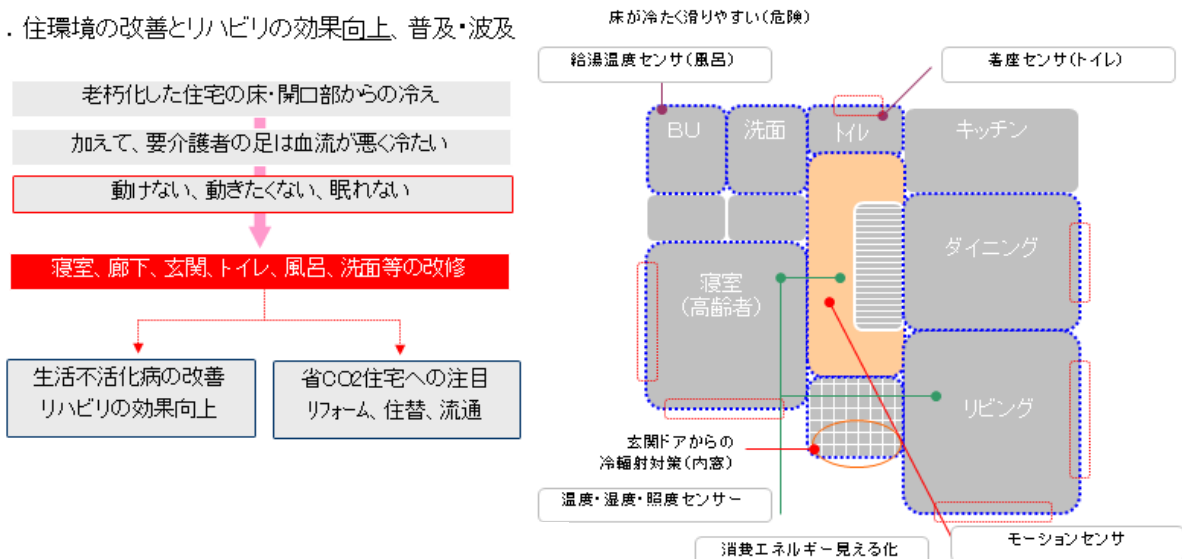 ．住環境の改善とリハビリの効果向上、普及・波及
老朽化した住宅の床・開口部からの冷え
加えて、要介護者の足は血流が悪く冷たい
動けない、動きたくない、眠れない
寝室、廊下、玄関、トイレ、風呂、洗面等の改修
生活不活化病の改善
リハビリの効果向上
省CO2住宅への注目
リフォーム、住替、流通
床が冷たく滑りやすい(危険)
給湯温度センサ(風呂)
着座センサ(トイレ)
BU
洗面
トイレ
キッチン
ダイニング
寝室
(高齢者)
リビング
玄関ドアからの
冷輻射対策(内窓)
温度・湿度・照度センサー
モーションセンサ
消費エネルギー見える化